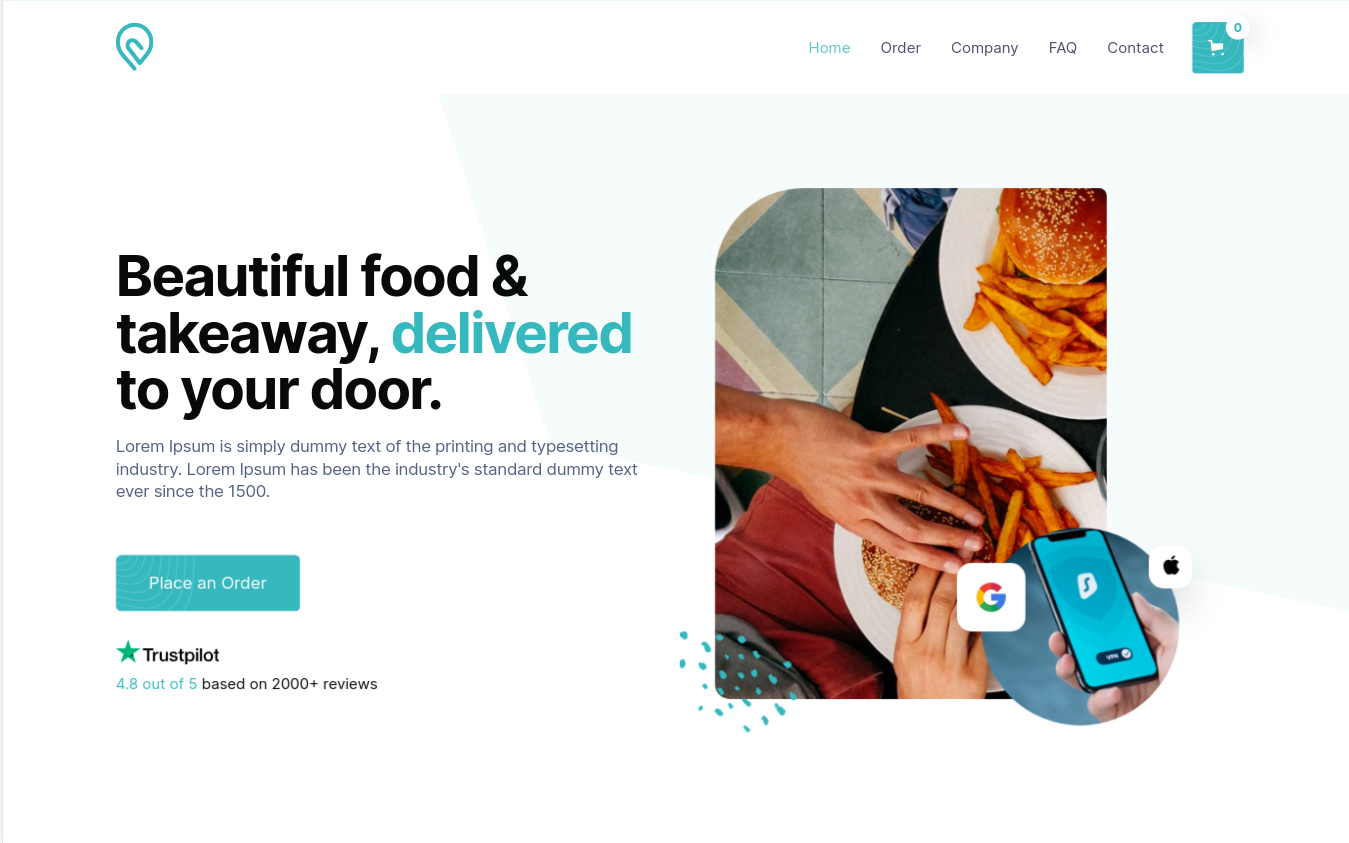 Home Order Company FAQ Contact 0
Beautiful food &
takeaway, delivered
to your door.
Lorem Ipsum is simply dummy text of the printing and typesetting
industry. Lorem Ipsum has been the industry's standard dummy text
ever since the 1500.
Place an Order
Trustpilot
4.8 out of 5 based on 2000+ reviews
G
VPN